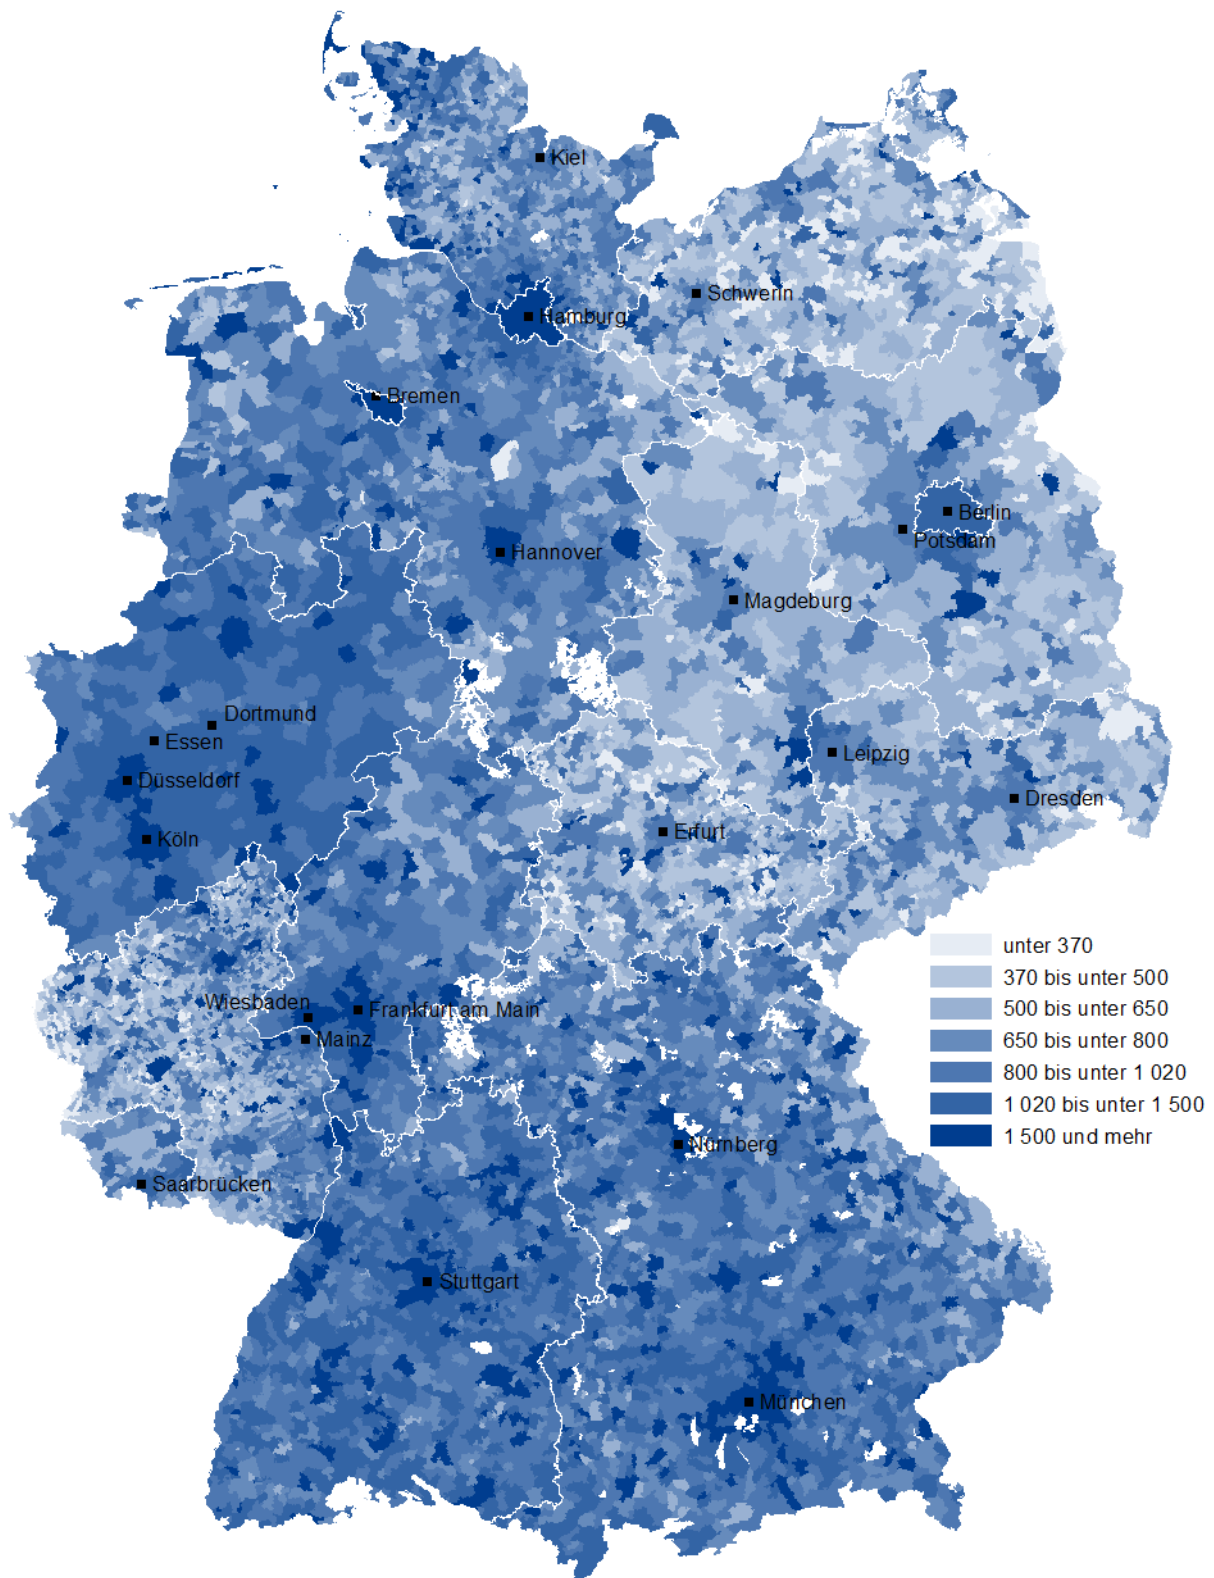 Kiel
Schwerin
Hamburg
Bremen
Berlin
Potsdam
Hannover
Magdeburg
Dortmund
Essen
Düsseldorf
Leipzig
Dresden
Köln
Erfurt
unter 370
370 bis unter 500
500 bis unter 650
650 bis unter 800
800 bis unter 1 020
1 020 bis unter 1 500
1 500 und mehr
Wiesbaden
Frankfurt am Main
Mainz
Nürnberg
Saarbrücken
Stuttgart
München